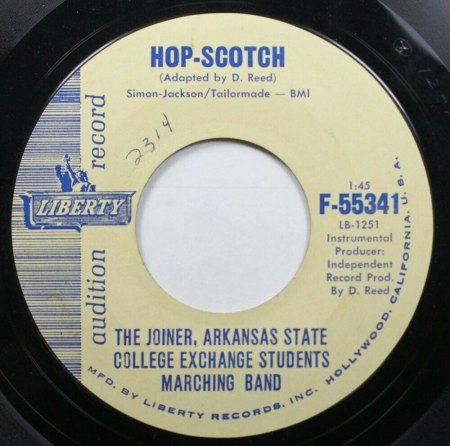 HOP-SCOTCH
(Adapted by D. Reed)
Simon-Jackson/Tailormade — BMI
2314
audition record
LIBERTY
1:45
F-55341
LB-1251
Instrumental
Producer:
Independent
Record Prod.
By D. Reed
THE JOINER, ARKANSAS STATE
COLLEGE EXCHANGE STUDENTS
MARCHING BAND
MFD. BY LIBERTY RECORDS, INC. HOLLYWOOD, CALIFORNIA, U.S.A.